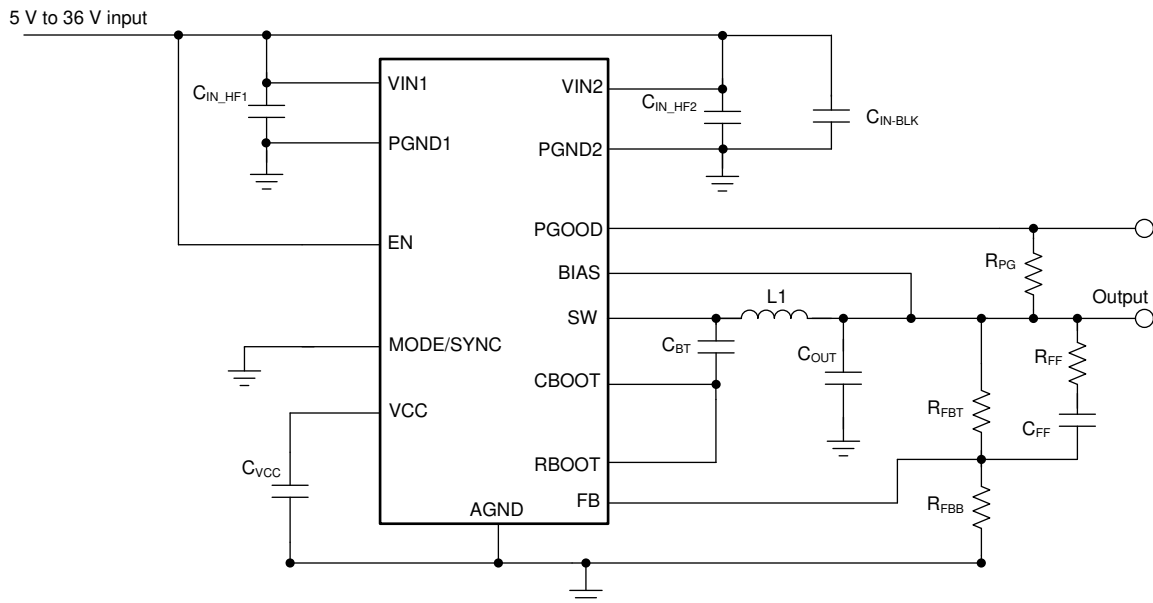 5 V to 36 V input
VIN1
VIN2
C_IN_HF1
C_IN_HF2
C_IN-BLK
PGND1
PGND2
PGOOD
EN
BIAS
R_PG
L1
Output
SW
MODE/SYNC
C_BT
C_OUT
R_FF
CBOOT
VCC
R_FBT
C_FF
C_VCC
RBOOT
FB
AGND
R_FBB